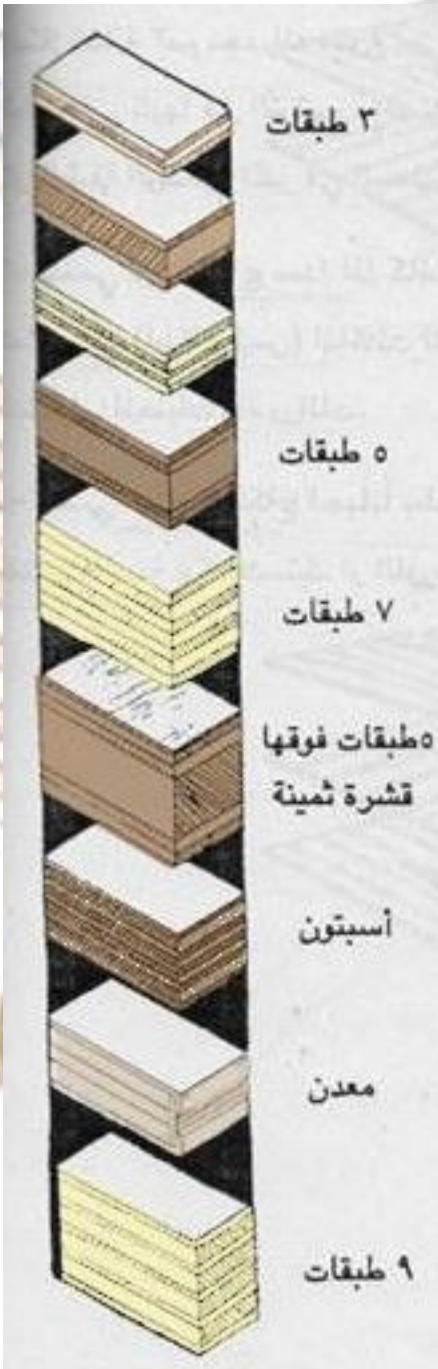 ٣ طبقات
٥ طبقات
٧ طبقات
٥طبقات فوقها
قشرة ثمينة
أسبتون
معدن
٩ طبقات